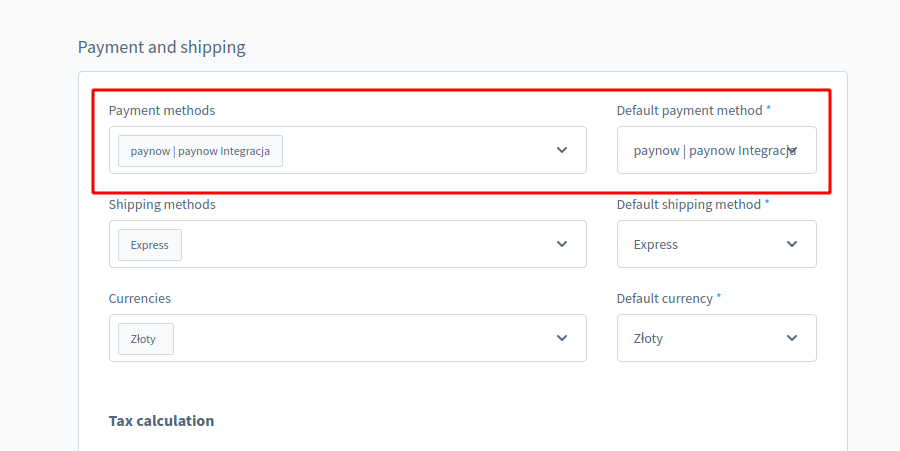 Payment and shipping
Payment methods
Default payment method *
paynow | paynow Integracja
paynow | paynow Integracja
Shipping methods
Default shipping method *
Express
Express
Currencies
Default currency *
Złoty
Złoty
Tax calculation